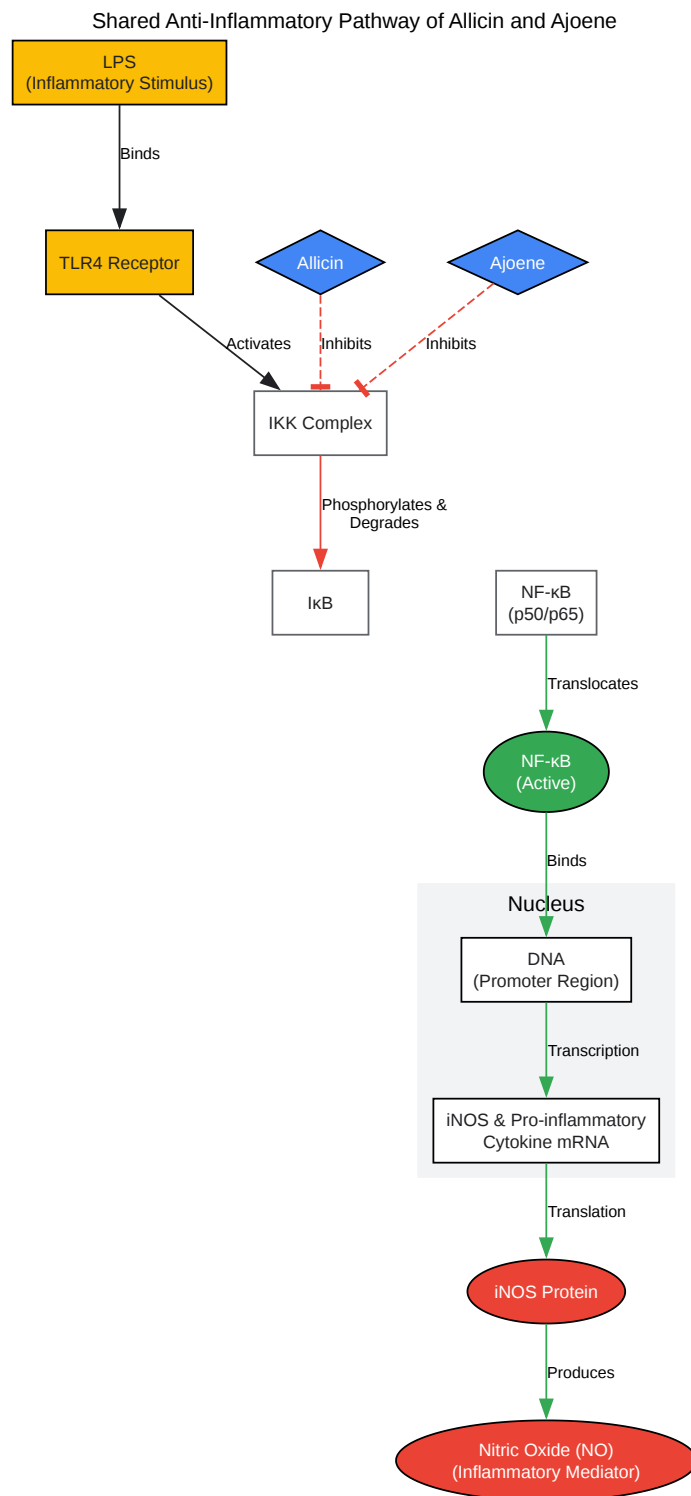 Shared Anti-Inflammatory Pathway of Allicin and Ajoene
LPS
(Inflammatory Stimulus)
Binds
TLR4 Receptor
Allicin
Ajoene
Activates
Inhibits
Inhibits
IKK Complex
Phosphorylates &
Degrades
IκB
NF-κB
(p50/p65)
Translocates
NF-κB
(Active)
Binds
Nucleus
DNA
(Promoter Region)
Transcription
iNOS & Pro-inflammatory
Cytokine mRNA
Translation
iNOS Protein
Produces
Nitric Oxide (NO)
(Inflammatory Mediator)